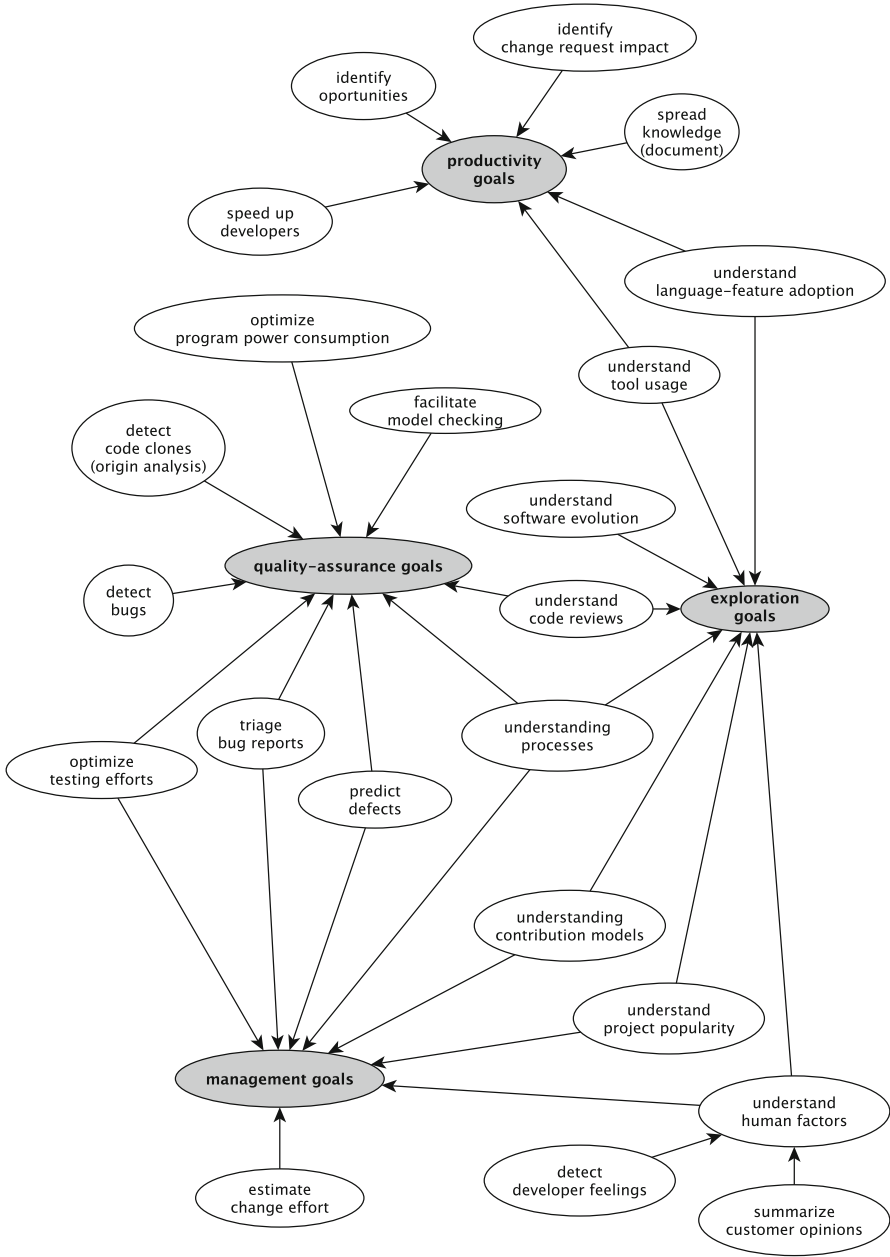 identify
change request impact
identify
oportunities
spread
knowledge
(document)
productivity
goals
speed up
developers
understand
language-feature adoption
optimize
program power consumption
understand
tool usage
facilitate
model checking
detect
code clones
(origin analysis)
understand
software evolution
quality-assurance goals
detect
bugs
understand
code reviews
exploration
goals
triage
bug reports
understanding
processes
optimize
testing efforts
predict
defects
understanding
contribution models
understand
project popularity
management goals
understand
human factors
detect
developer feelings
estimate
change effort
summarize
customer opinions